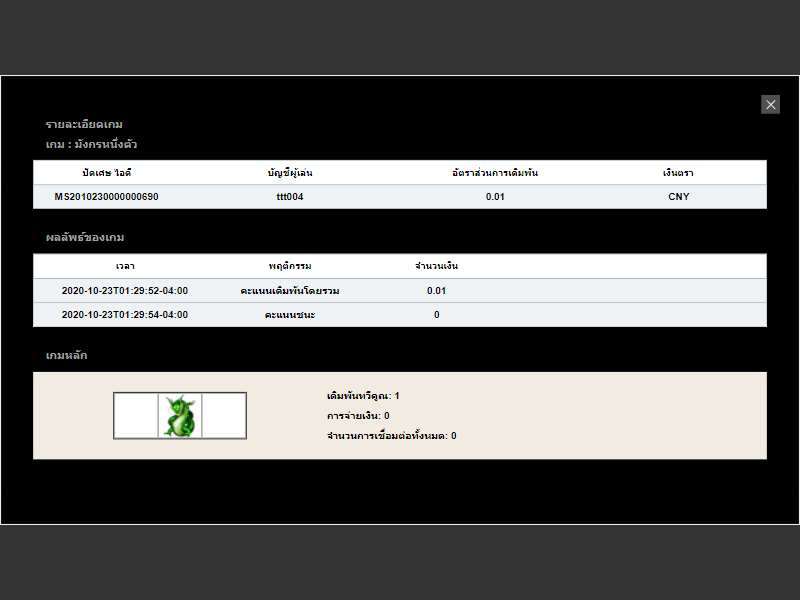 รายละเอียดเกม
เกม : มังกรหนึ่งตัว
ปัดเศษ ไอดี บัญชีผู้เล่น อัตราส่วนการเดิมพัน เงินตรา
MS2010230000000690 ttt004 0.01 CNY
ผลลัพธ์ของเกม
เวลา พฤติกรรม จำนวนเงิน
2020-10-23T01:29:52-04:00 คะแนนเดิมพันโดยรวม 0.01
2020-10-23T01:29:54-04:00 คะแนนชนะ 0
เกมหลัก
เดิมพันทวีคูณ: 1
การจ่ายเงิน: 0
จำนวนการเชื่อมต่อทั้งหมด: 0